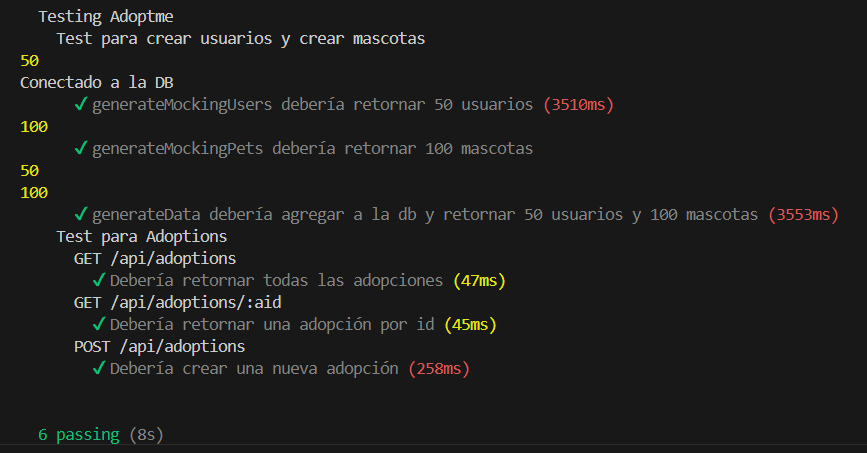 Testing Adoptme
Test para crear usuarios y crear mascotas
50
Conectado a la DB
✓ generateMockingUsers debería retornar 50 usuarios (3510ms)
100
✓ generateMockingPets debería retornar 100 mascotas
50
100
✓ generateData debería agregar a la db y retornar 50 usuarios y 100 mascotas (3553ms)
Test para Adoptions
GET /api/adoptions
✓ Debería retornar todas las adopciones (47ms)
GET /api/adoptions/:aid
✓ Debería retornar una adopción por id (45ms)
POST /api/adoptions
✓ Debería crear una nueva adopción (258ms)
6 passing (8s)